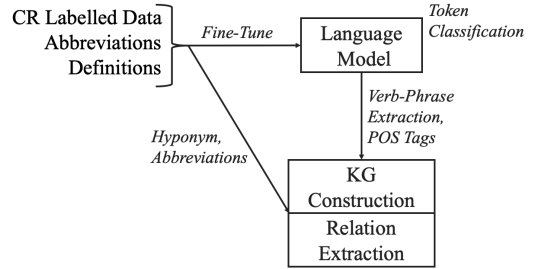 CR Labelled Data
Abbreviations
Definitions
Fine-Tune
Language
Model
Token
Classification
Verb-Phrase
Extraction,
POS Tags
Hyponym,
Abbreviations
KG
Construction
Relation
Extraction